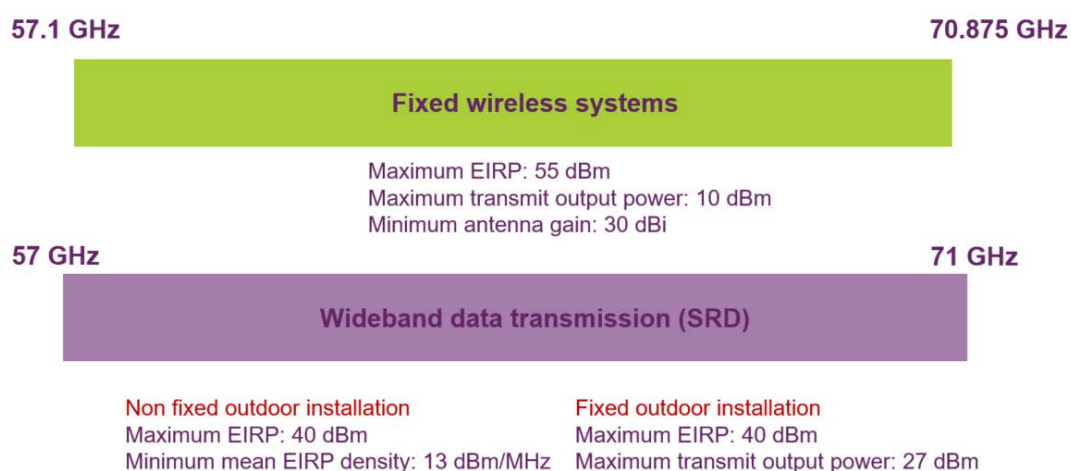 57.1 GHz 70.875 GHz
Fixed wireless systems
Maximum EIRP: 55 dBm
Maximum transmit output power: 10 dBm
Minimum antenna gain: 30 dBi
57 GHz 71 GHz
Wideband data transmission (SRD)
Non fixed outdoor installation
Maximum EIRP: 40 dBm
Minimum mean EIRP density: 13 dBm/MHz
Fixed outdoor installation
Maximum EIRP: 40 dBm
Maximum transmit output power: 27 dBm